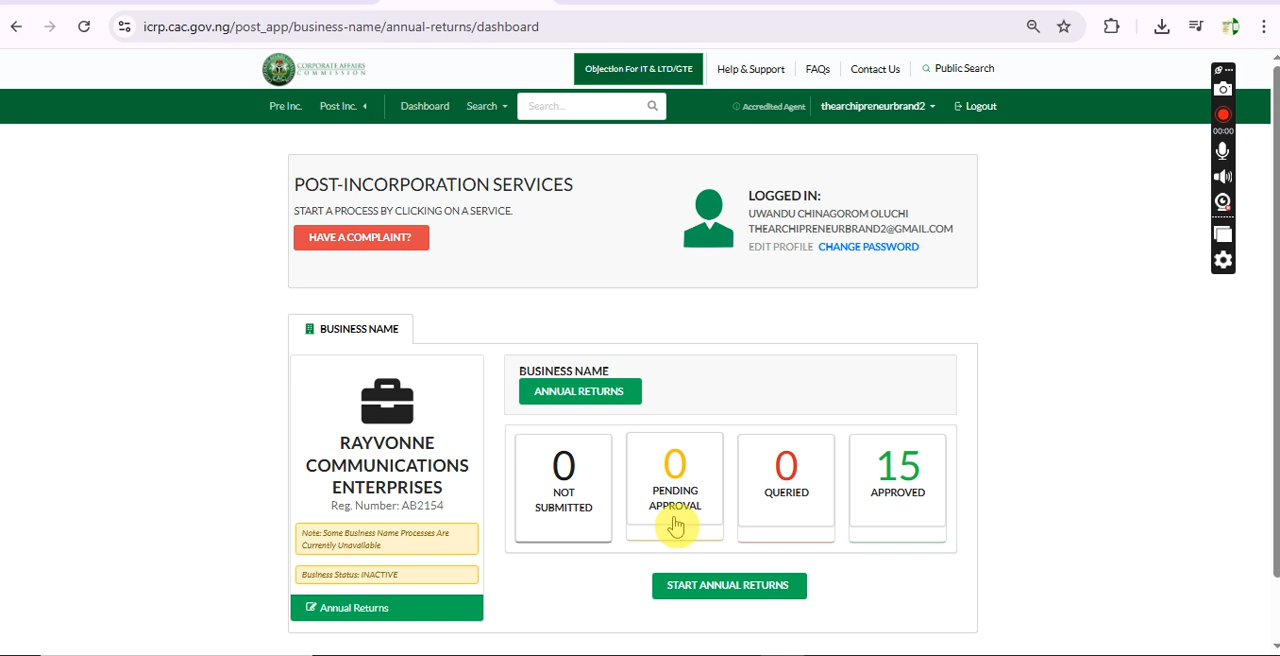 icrp.cac.gov.ng/post_app/business-name/annual-returns/dashboard
CORPORATE AFFAIRS
COMMISSION
Objection For IT & LTD/GTE
Help & Support
FAQs
Contact Us
Public Search
Pre Inc.
Post Inc.
Dashboard
Search
Search...
Accredited Agent
thearchipreneurbrand2
Logout
00:00
POST-INCORPORATION SERVICES
START A PROCESS BY CLICKING ON A SERVICE.
HAVE A COMPLAINT?
LOGGED IN:
UWANDU CHINAGOROM OLUCHI
THEARCHIPRENEURBRAND2@GMAIL.COM
EDIT PROFILE CHANGE PASSWORD
BUSINESS NAME
RAYVONNE
COMMUNICATIONS
ENTERPRISES
Reg. Number: AB2154
Note: Some Business Name Processes Are
Currently Unavailable
Business Status: INACTIVE
Annual Returns
BUSINESS NAME
ANNUAL RETURNS
0
NOT
SUBMITTED
0
PENDING
APPROVAL
0
QUERIED
15
APPROVED
START ANNUAL RETURNS